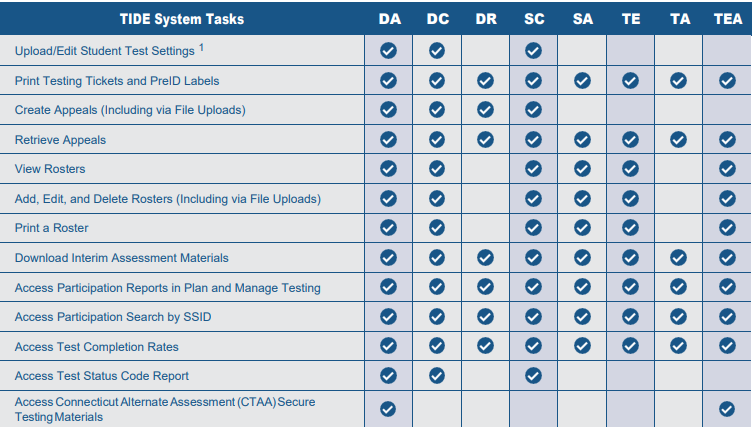 TIDE System Tasks DA DC DR SC SA TE TA TEA
Upload/Edit Student Test Settings 1
Print Testing Tickets and PreID Labels
Create Appeals (Including via File Uploads)
Retrieve Appeals
View Rosters
Add, Edit, and Delete Rosters (Including via File Uploads)
Print a Roster
Download Interim Assessment Materials
Access Participation Reports in Plan and Manage Testing
Access Participation Search by SSID
Access Test Completion Rates
Access Test Status Code Report
Access Connecticut Alternate Assessment (CTAA) Secure
Testing Materials